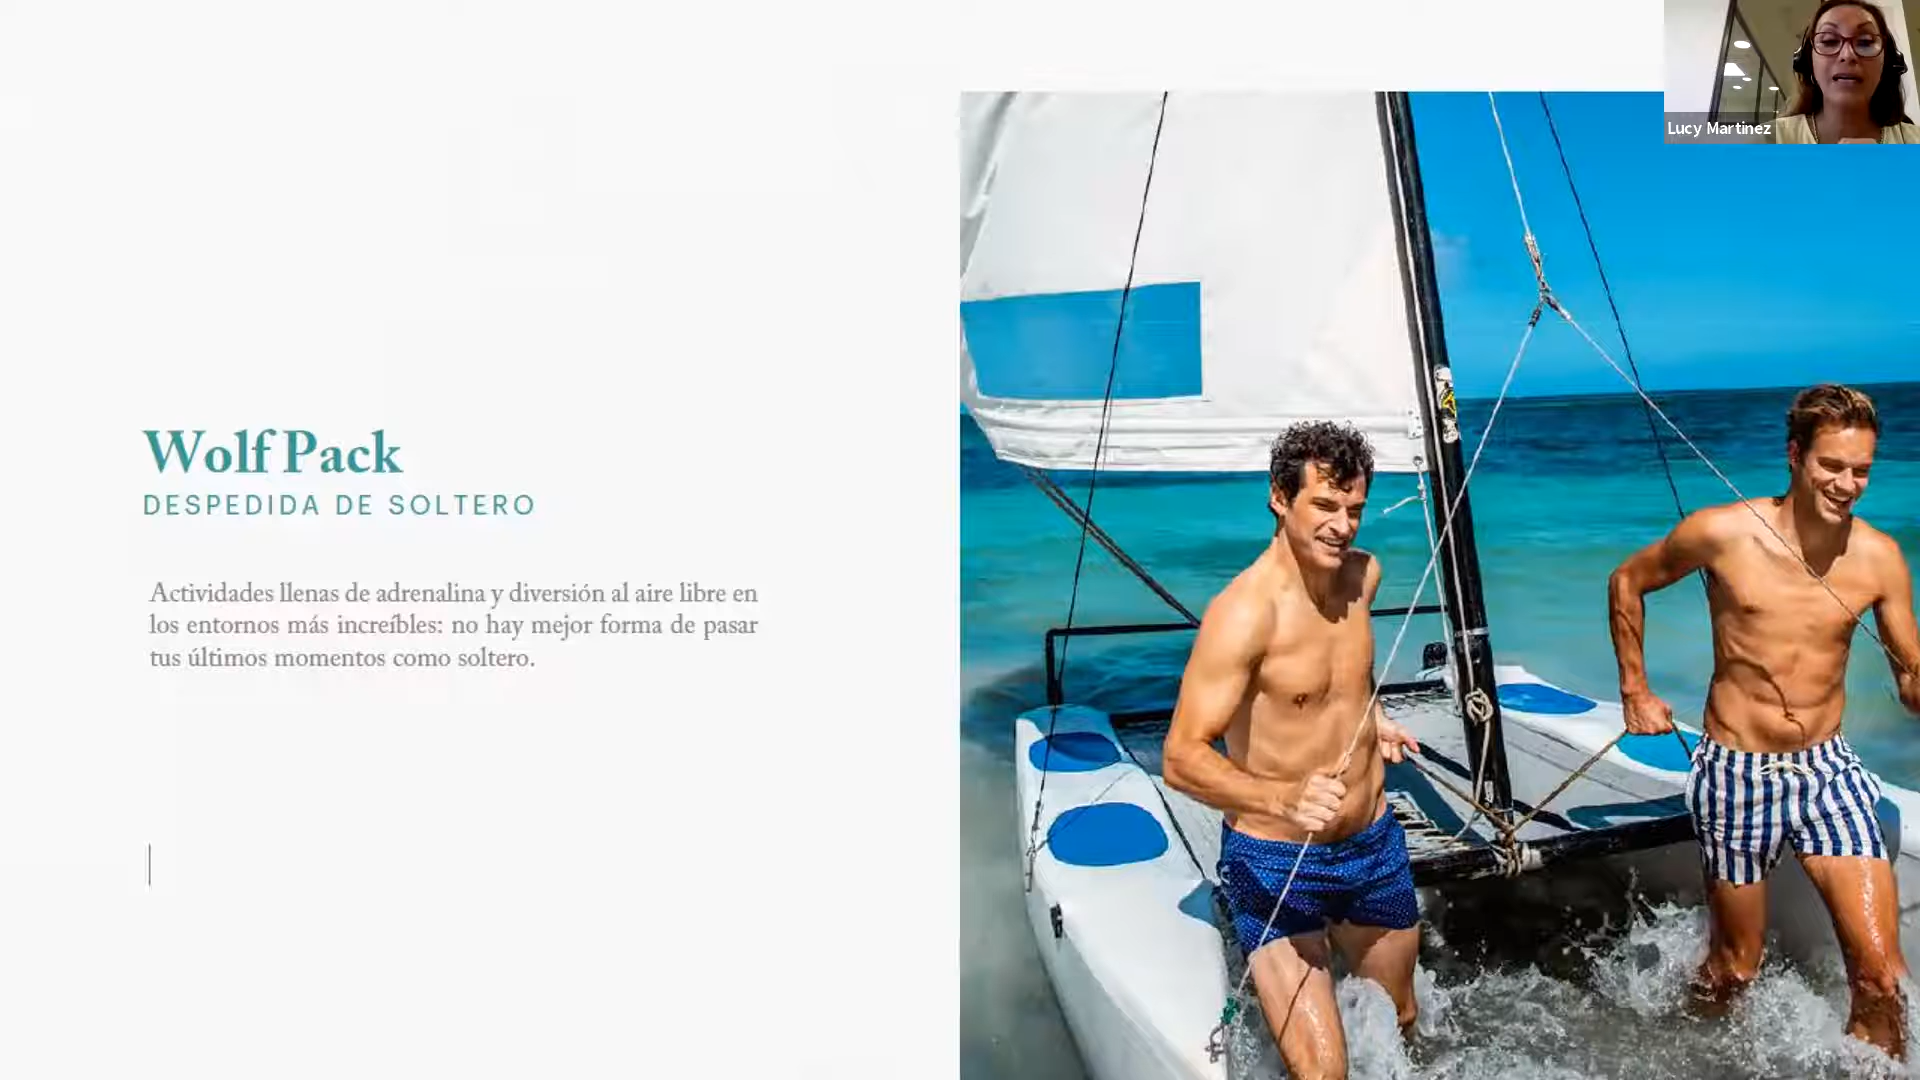 Lucy Martinez
Wolf Pack
DESPEDIDA DE SOLTERO
Actividades llenas de adrenalina y diversión al aire libre en
los entornos más increíbles: no hay mejor forma de pasar
tus últimos momentos como soltero.